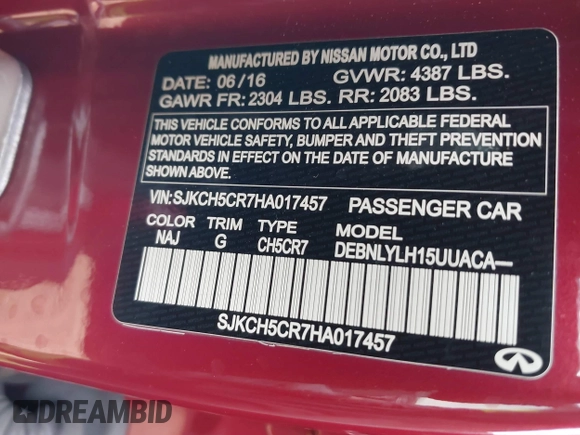 MANUFACTURED BY NISSAN MOTOR CO., LTD
DATE: 06/16 GVWR: 4387 LBS.
GAWR FR: 2304 LBS. RR: 2083 LBS.
THIS VEHICLE CONFORMS TO ALL APPLICABLE FEDERAL
MOTOR VEHICLE SAFETY, BUMPER AND THEFT PREVENTION
STANDARDS IN EFFECT ON THE DATE OF MANUFACTURE
SHOWN ABOVE.
VIN:SJKCH5CR7HA017457 PASSENGER CAR
COLOR TRIM TYPE MODEL
NAJ G CH5CR7 DEBNLYLH15UUACA—
SJKCH5CR7HA017457
DREAMBID